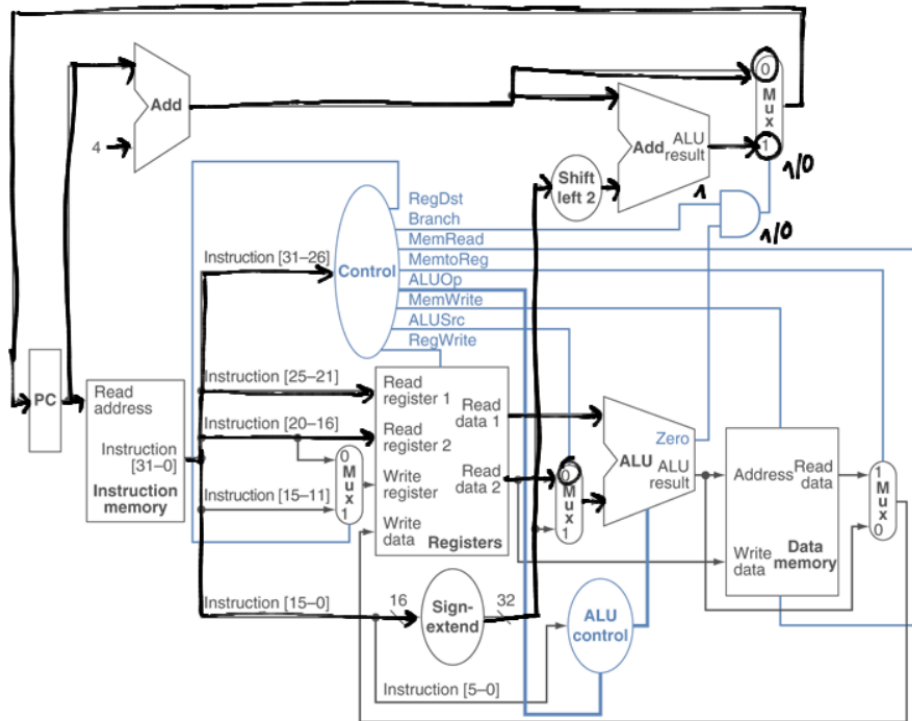 Add
4
0
Mux
1
Add ALU result
Shift left 2
1
1/0
1/0
RegDst
Branch
MemRead
MemtoReg
ALUOp
MemWrite
ALUSrc
RegWrite
Control
Instruction [31–26]
PC
Read address
Instruction [31–0]
Instruction memory
Instruction [25–21]
Instruction [20–16]
Instruction [15–11]
0
Mux
1
Read register 1
Read register 2
Write register
Write data
Read data 1
Read data 2
Registers
0
Mux
1
Zero
ALU
ALU result
Address
Read data
Write data
Data memory
1
Mux
0
Instruction [15–0]
16
Sign-extend
32
ALU control
Instruction [5–0]